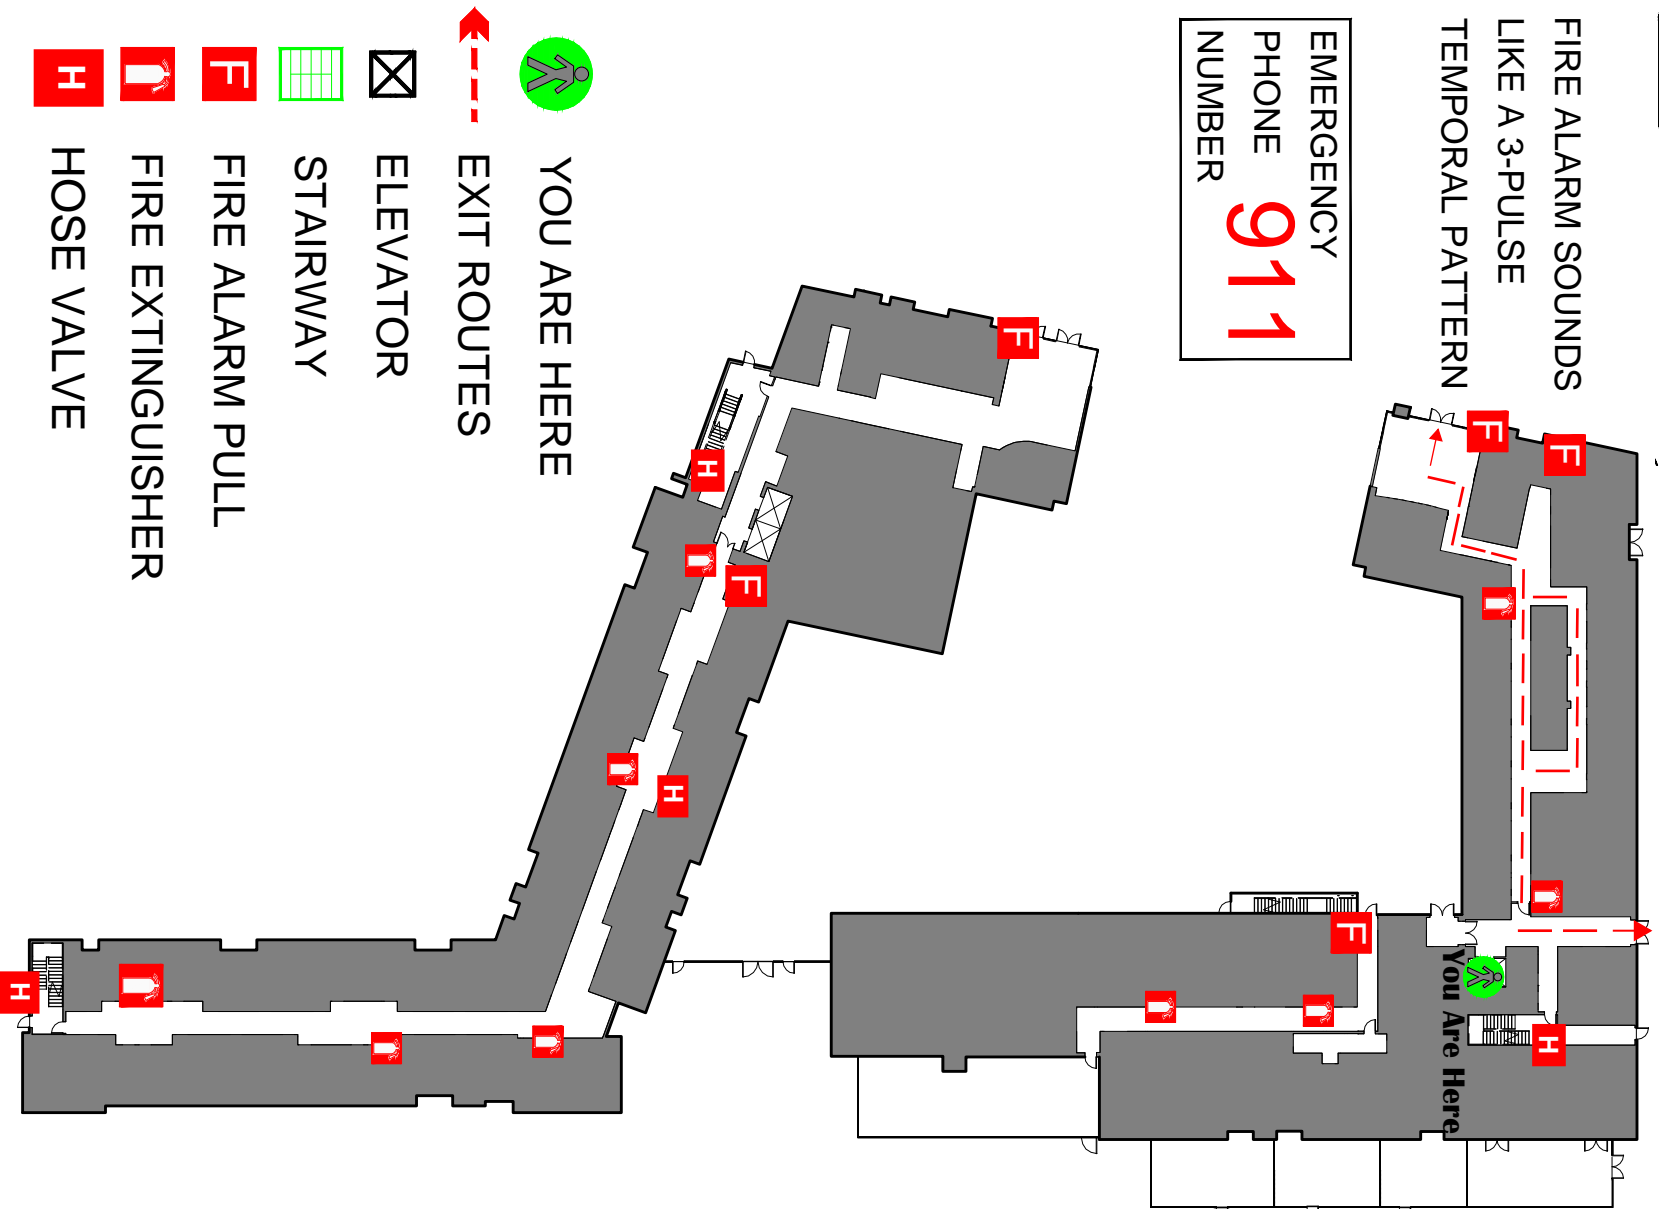 FIRE ALARM SOUNDS
LIKE A 3-PULSE
TEMPORAL PATTERN
EMERGENCY
PHONE
NUMBER
911
YOU ARE HERE
EXIT ROUTES
ELEVATOR
STAIRWAY
F FIRE ALARM PULL
FIRE EXTINGUISHER
H HOSE VALVE
F
F
F
H
F
H
H
F
H
You Are Here